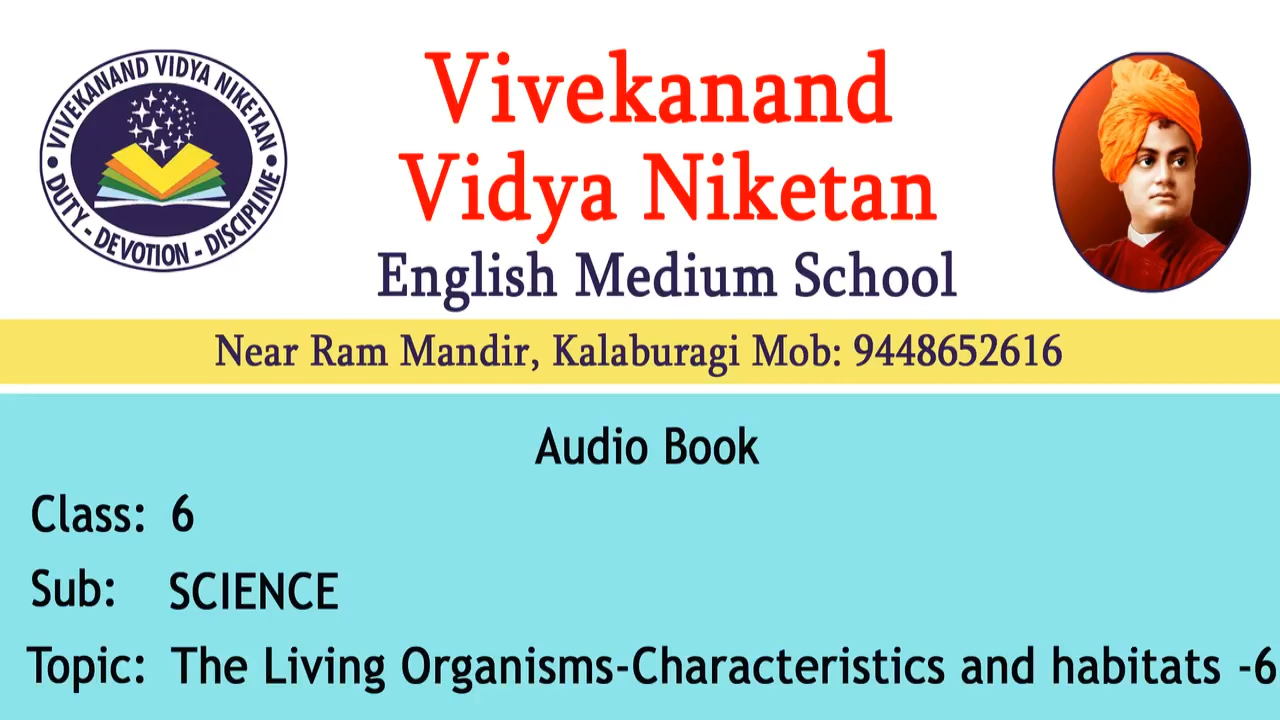 VIVEKANAND VIDYA NIKETAN
DUTY - DEVOTION - DISCIPLINE
Vivekanand
Vidya Niketan
English Medium School
Near Ram Mandir, Kalaburagi Mob: 9448652616
Audio Book
Class: 6
Sub: SCIENCE
Topic: The Living Organisms-Characteristics and habitats -6